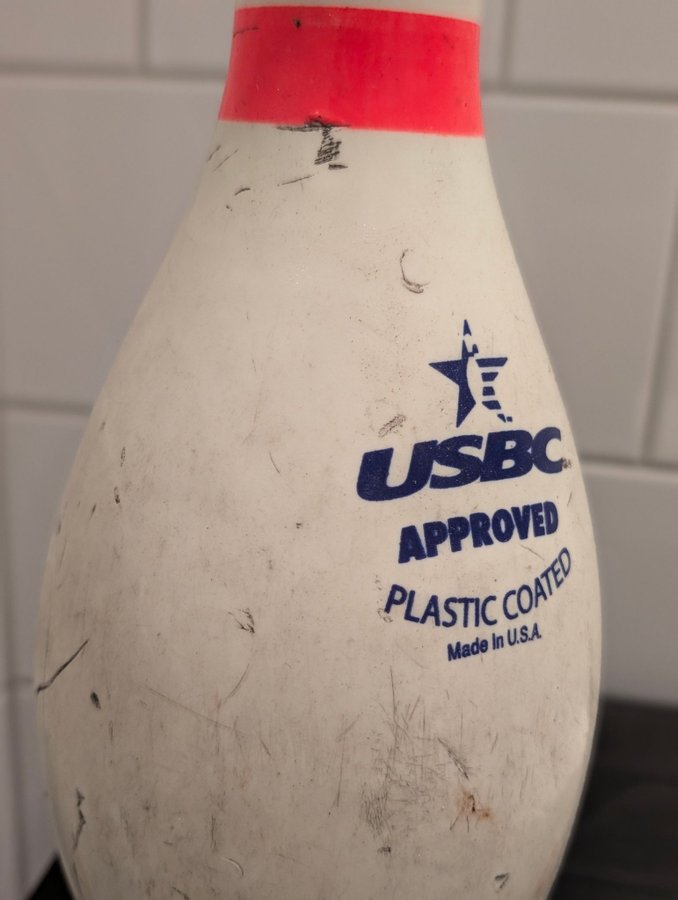 USBC
APPROVED
PLASTIC COATED
Made In U.S.A.